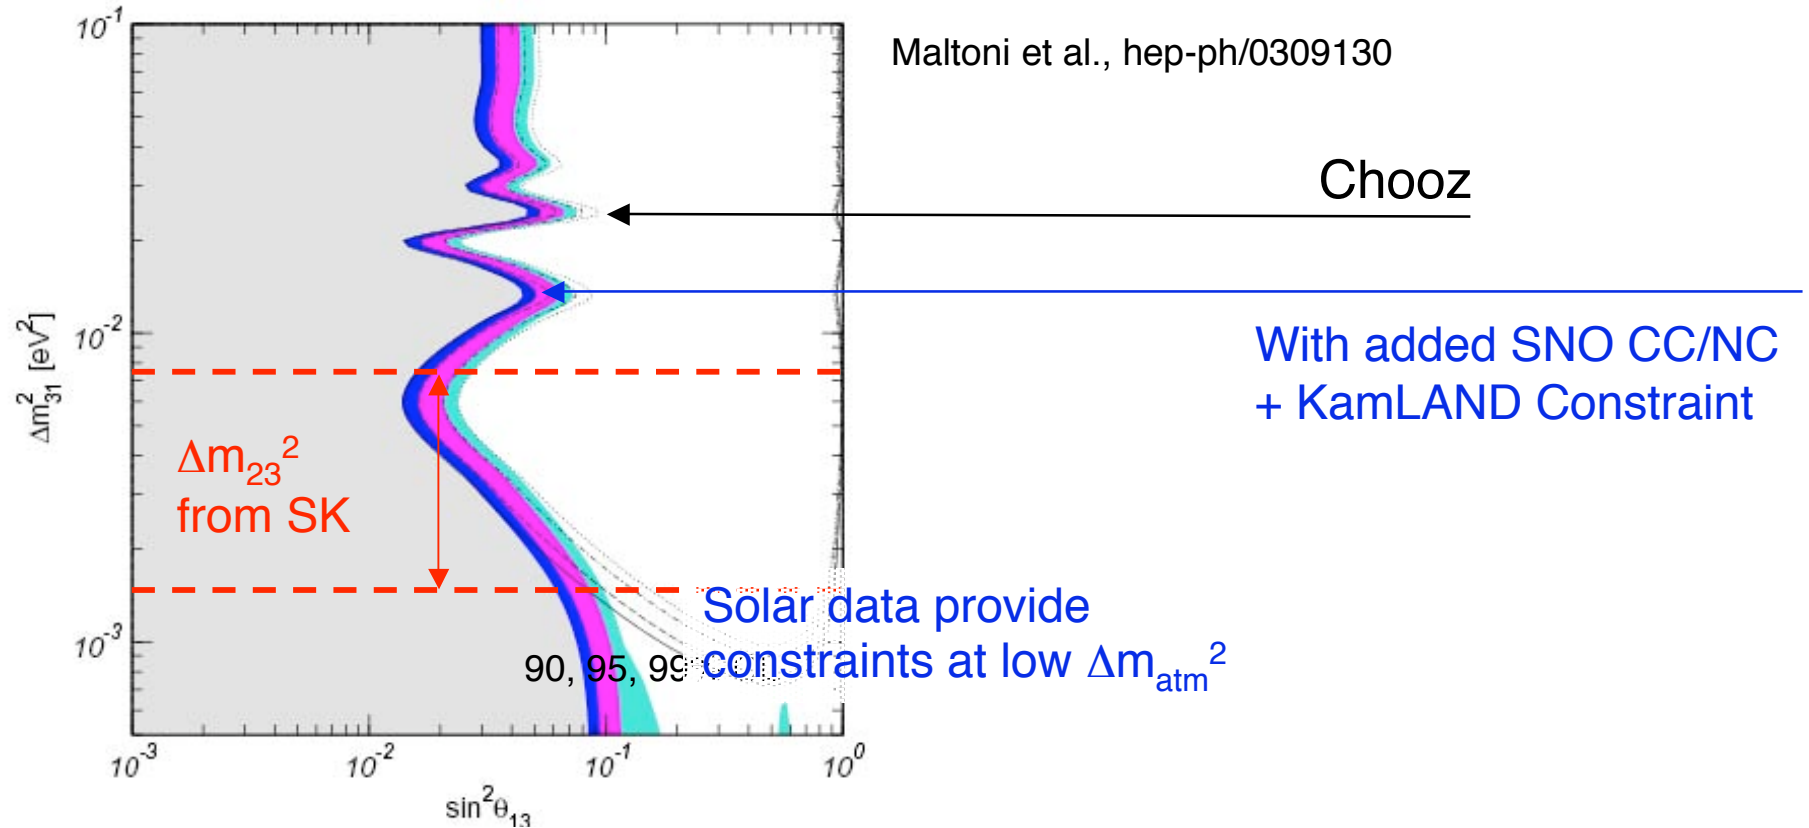 10⁻¹
Maltoni et al., hep-ph/0309130
Chooz
Δm²₃₁ [eV²]
10⁻²
With added SNO CC/NC
+ KamLAND Constraint
Δm₂₃²
from SK
Solar data provide
constraints at low Δmₐₜₘ²
10⁻³
90, 95, 99
10⁻³ 10⁻² 10⁻¹ 10⁰
sin²θ₁₃